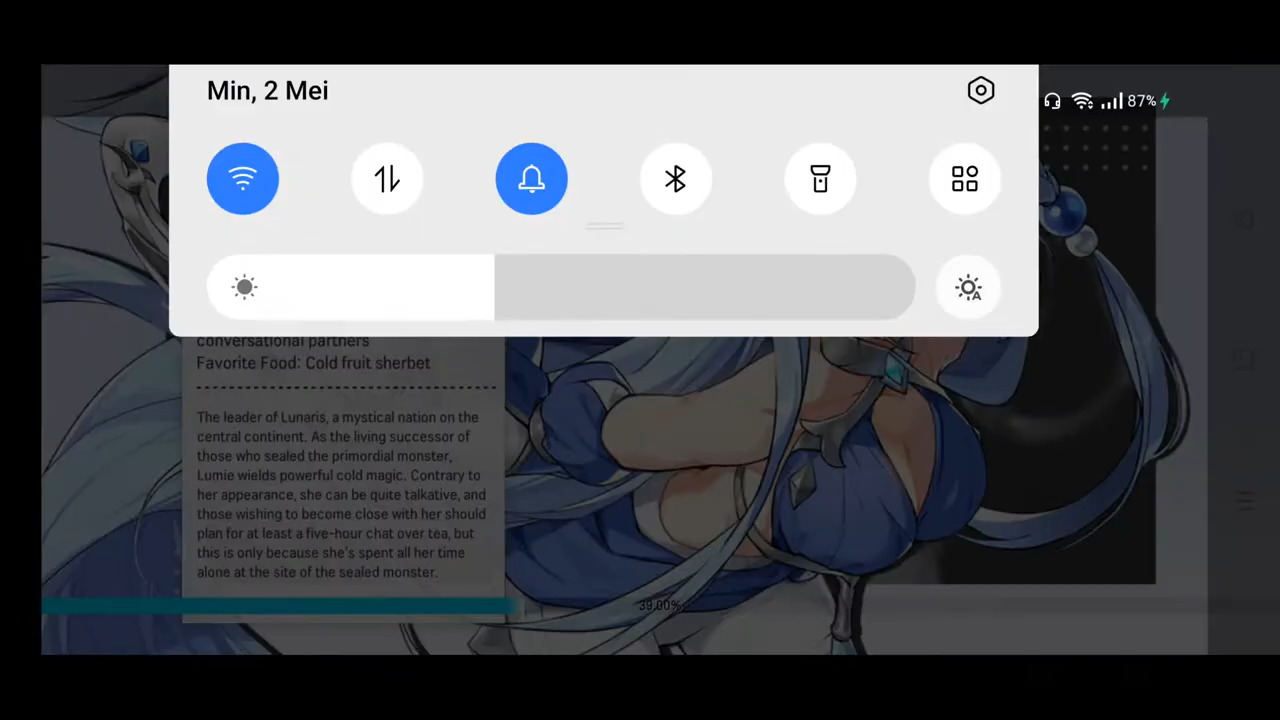 Min, 2 Mei
87%
conversational partners
Favorite Food: Cold fruit sherbet
The leader of Lunaris, a mystical nation on the
central continent. As the living successor of
those who sealed the primordial monster,
Lumie wields powerful cold magic. Contrary to
her appearance, she can be quite talkative, and
those wishing to become close with her should
plan for at least a five-hour chat over tea, but
this is only because she's spent all her time
alone at the site of the sealed monster.
39.00%